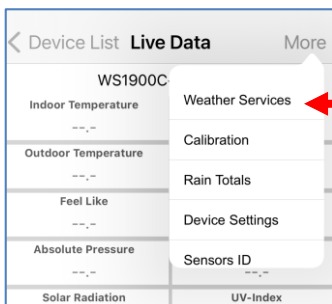 Device List Live Data More
WS1900C-
Indoor Temperature
--.-
Weather Services
Outdoor Temperature
--.-
Calibration
Feel Like
--.-
Rain Totals
Absolute Pressure
--.-
Device Settings
Sensors ID
--.-
Solar Radiation
UV-Index